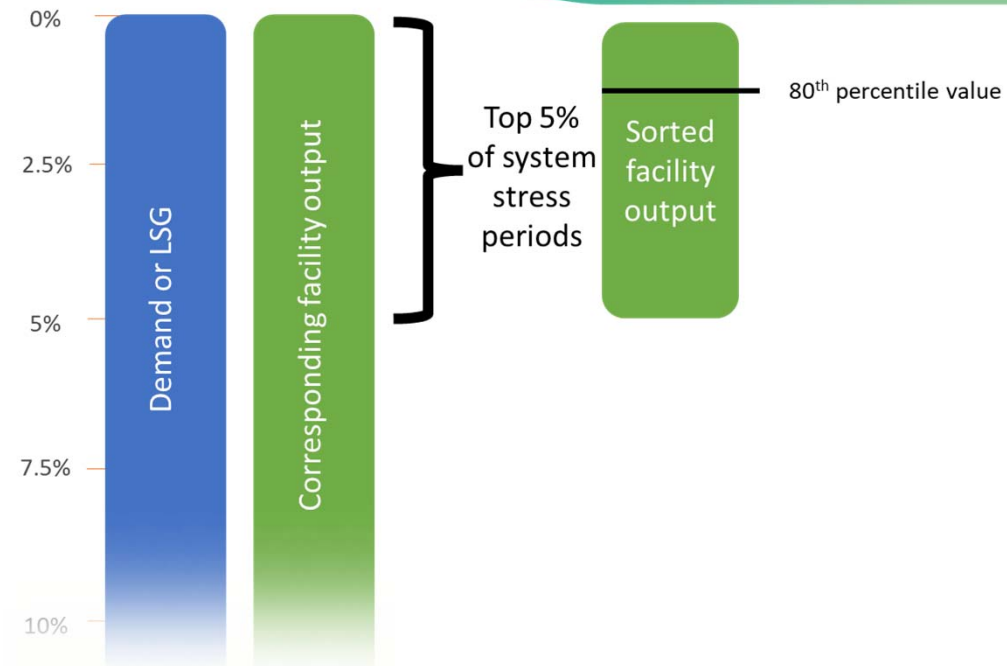 0%
2.5%
5%
7.5%
10%
Demand or LSG
Corresponding facility output
Top 5%
of system
stress
periods
Sorted
facility
output
80th percentile value